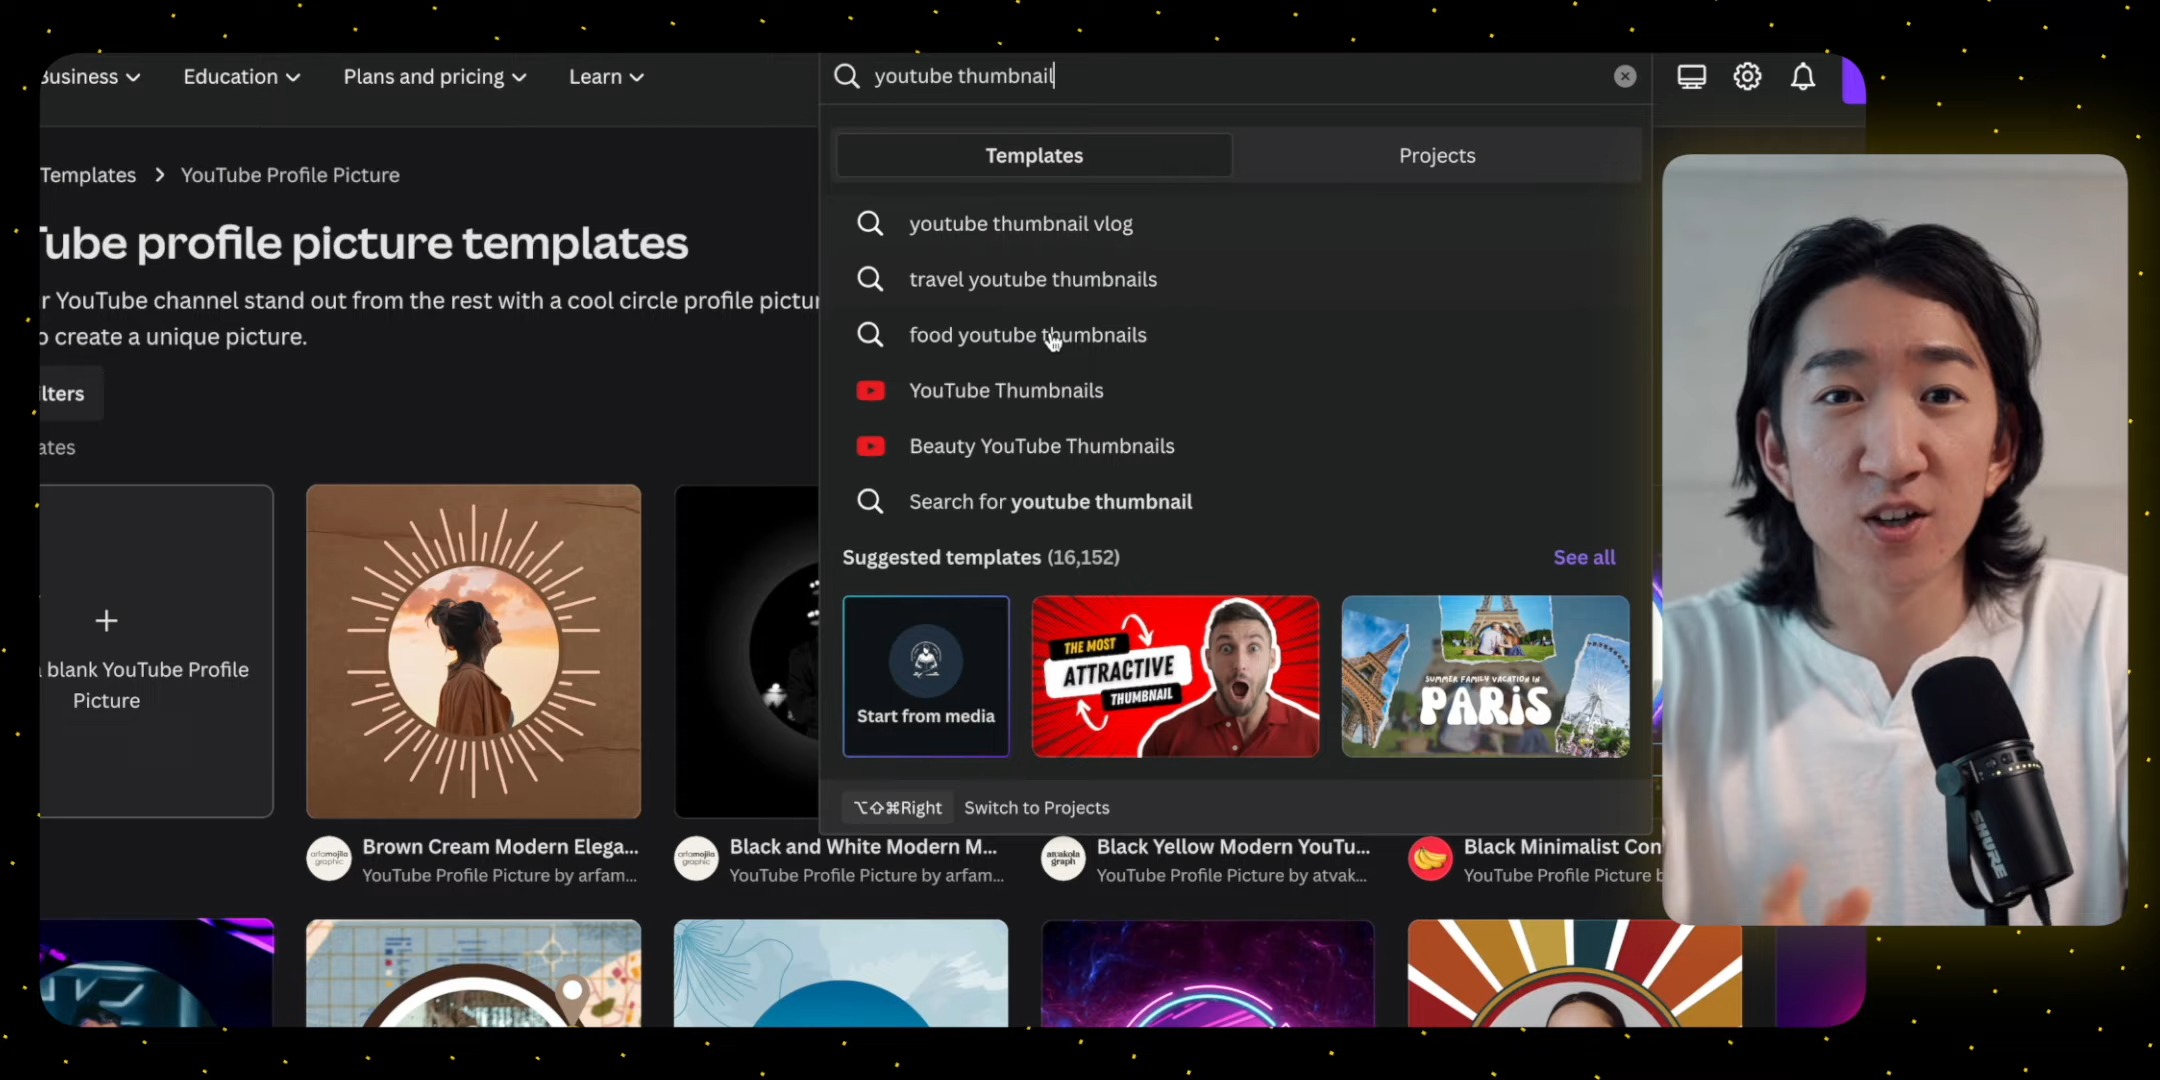 Business
Education
Plans and pricing
Learn
youtube thumbnail
Templates
Projects
Templates
YouTube Profile Picture
Tube profile picture templates
r YouTube channel stand out from the rest with a cool circle profile pictur
o create a unique picture.
ilters
ates
youtube thumbnail vlog
travel youtube thumbnails
food youtube thumbnails
YouTube Thumbnails
Beauty YouTube Thumbnails
Search for youtube thumbnail
Suggested templates (16,152)
See all
Start from media
THE MOST
ATTRACTIVE
THUMBNAIL
SUMMER FAMILY VACATION IN
PARIS
⌥⇧⌘Right
Switch to Projects
blank YouTube Profile
Picture
Brown Cream Modern Elega...
YouTube Profile Picture by arfam...
Black and White Modern M...
YouTube Profile Picture by arfam...
Black Yellow Modern YouTu...
YouTube Profile Picture by atvak...
Black Minimalist Con
YouTube Profile Picture b
SHURE